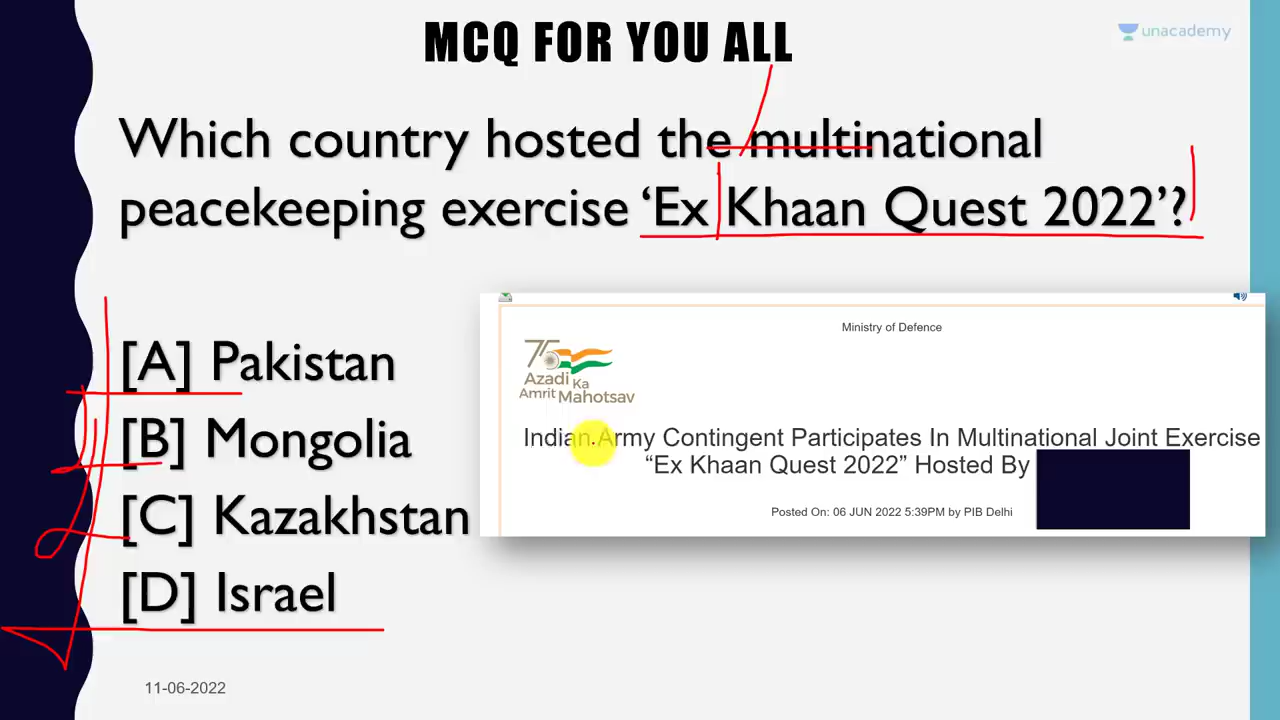 MCQ FOR YOU ALL
unacademy
Which country hosted the multinational
peacekeeping exercise ‘Ex Khaan Quest 2022’?
[A] Pakistan
[B] Mongolia
[C] Kazakhstan
[D] Israel
Ministry of Defence
75
Azadi Ka
Amrit Mahotsav
Indian Army Contingent Participates In Multinational Joint Exercise
“Ex Khaan Quest 2022” Hosted By
Posted On: 06 JUN 2022 5:39PM by PIB Delhi
11-06-2022